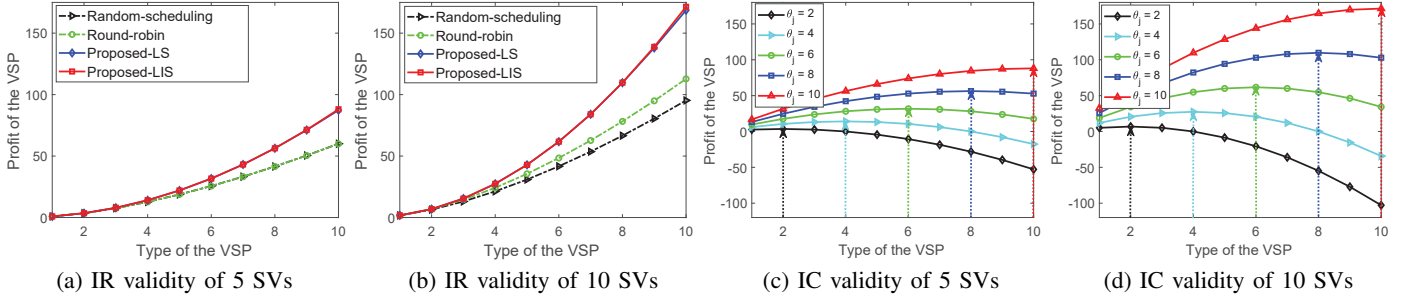 Profit of the VSP
175
150
100
50
0
2 4 6 8 10
Type of the VSP
Random-scheduling
Round-robin
Proposed-LS
Proposed-LIS
(a) IR validity of 5 SVs
Profit of the VSP
175
150
100
50
0
2 4 6 8 10
Type of the VSP
Random-scheduling
Round-robin
Proposed-LS
Proposed-LIS
(b) IR validity of 10 SVs
Profit of the VSP
150
100
50
0
-50
-100
2 4 6 8 10
Type of the VSP
θj = 2
θj = 4
θj = 6
θj = 8
θj = 10
(c) IC validity of 5 SVs
Profit of the VSP
150
100
50
0
-50
-100
2 4 6 8 10
Type of the VSP
θj = 2
θj = 4
θj = 6
θj = 8
θj = 10
(d) IC validity of 10 SVs